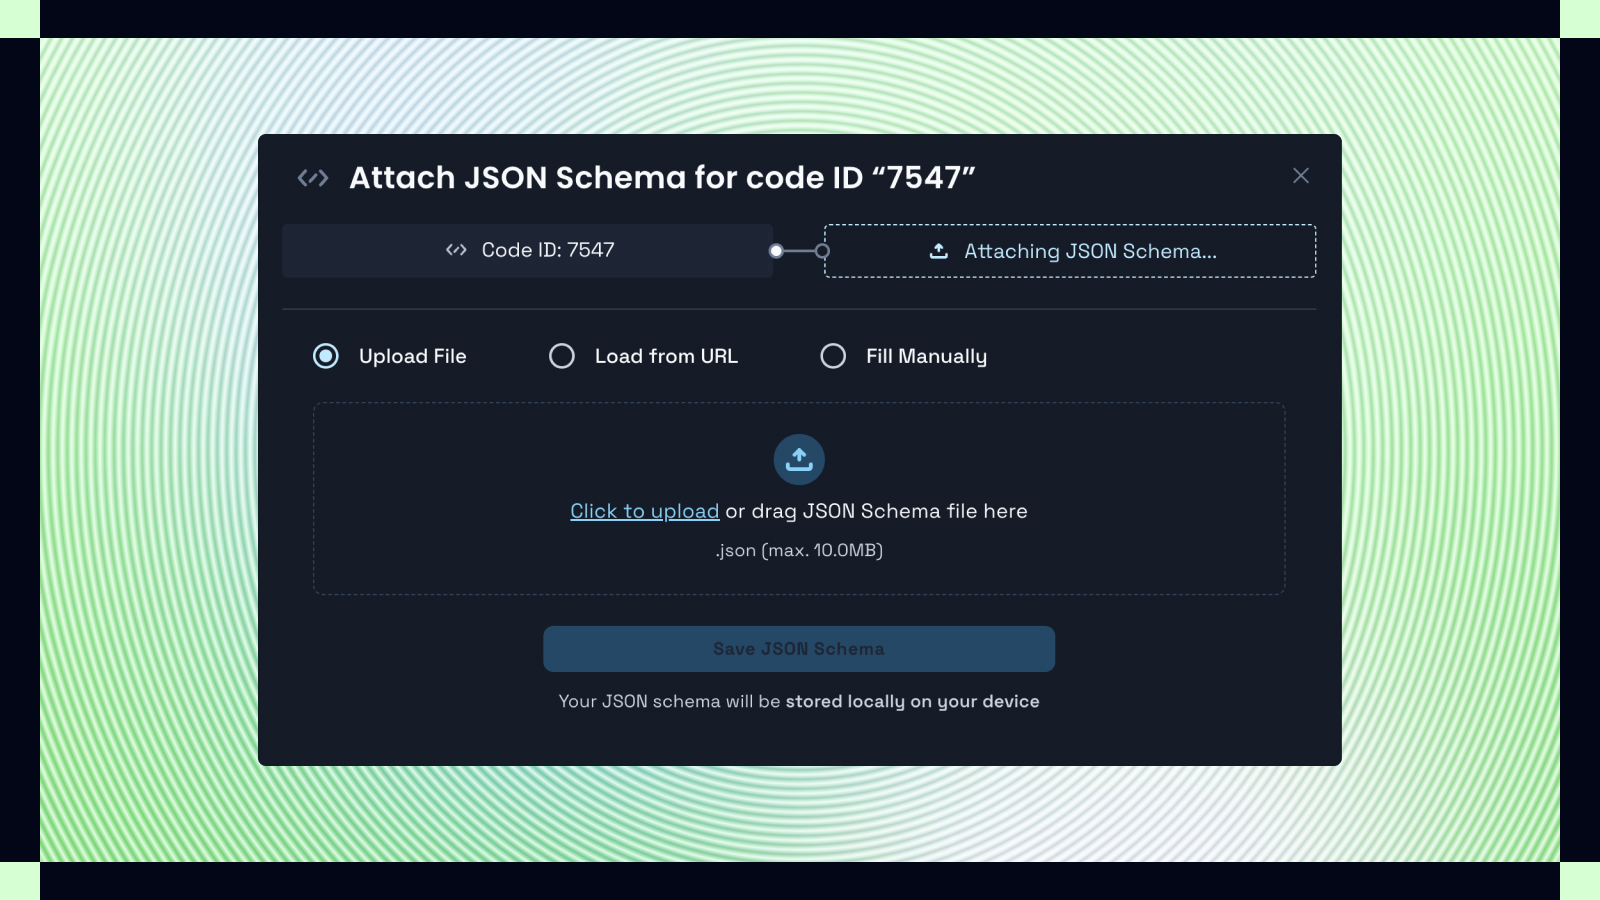 Attach JSON Schema for code ID “7547”
Code ID: 7547
Attaching JSON Schema...
Upload File
Load from URL
Fill Manually
Click to upload or drag JSON Schema file here
.json (max. 10.0MB)
Save JSON Schema
Your JSON schema will be stored locally on your device